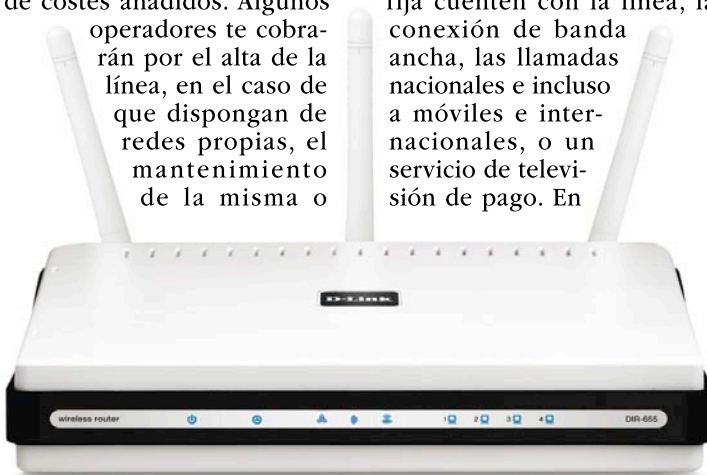 de costes añadidos. Algunos
operadores te cobra-
rán por el alta de la
línea, en el caso de
que dispongan de
redes propias, el
mantenimiento
de la misma o
fija cuenten con la línea, la
conexión de banda
ancha, las llamadas
nacionales e incluso
a móviles e inter-
nacionales, o un
servicio de televi-
sión de pago. En
D-Link
wireless router 1 2 3 4 DIR-655